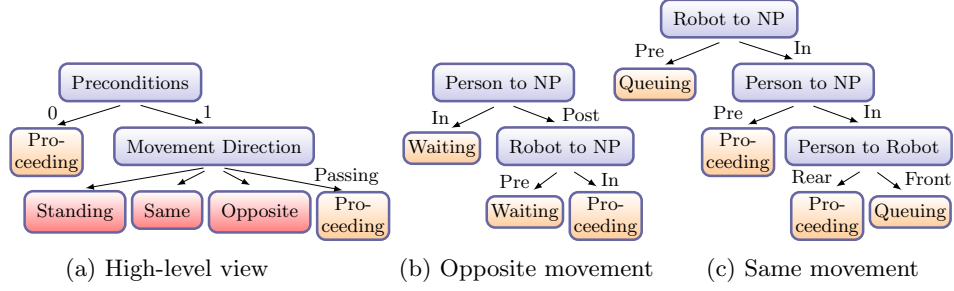 Preconditions
0
1
Pro-
ceeding
Movement Direction
Passing
Standing
Same
Opposite
Pro-
ceeding
(a) High-level view
Person to NP
In
Post
Waiting
Robot to NP
Pre
In
Waiting
Pro-
ceeding
(b) Opposite movement
Robot to NP
Pre
In
Queuing
Person to NP
Pre
In
Pro-
ceeding
Person to Robot
Rear
Front
Pro-
ceeding
Queuing
(c) Same movement